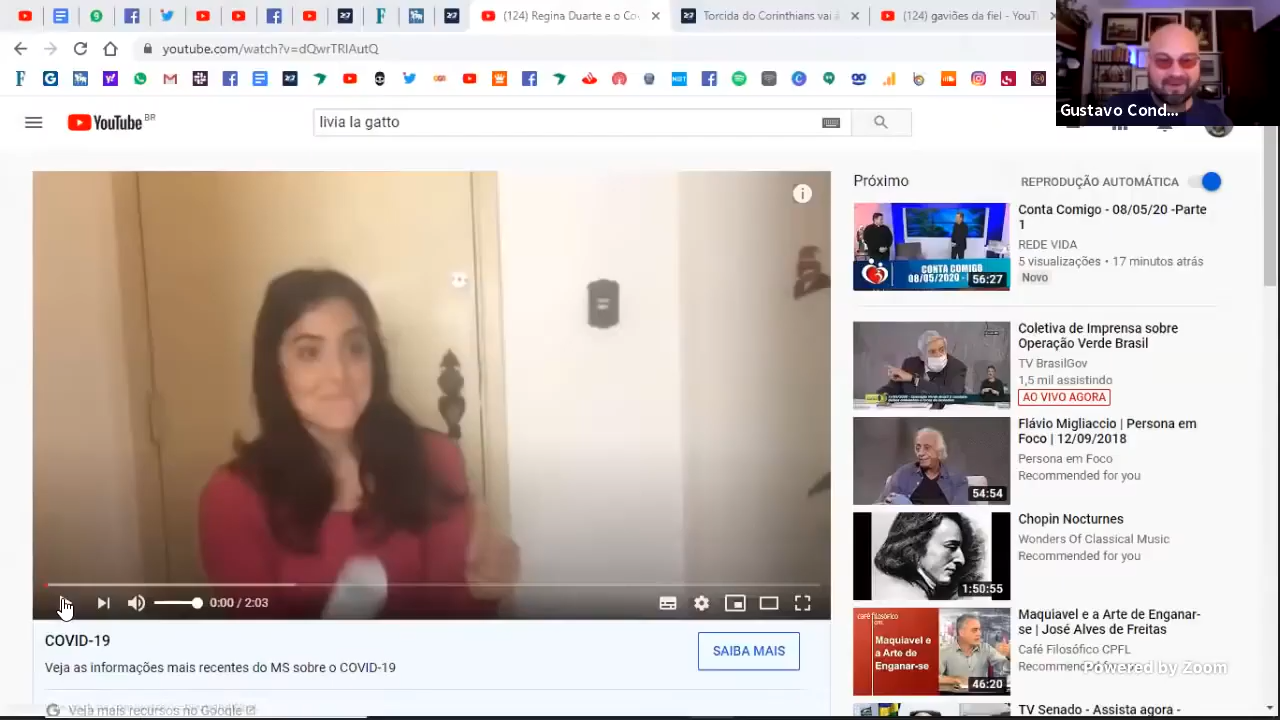 (124) Regina Duarte e o Co
Torcida do Corinthians vai
(124) gaviões da fiel - YouT
youtube.com/watch?v=dQwrTRlAutQ
Gustavo Cond...
YouTube BR
livia la gatto
Próximo
REPRODUÇÃO AUTOMÁTICA
CONTA COMIGO
08/05/2020
56:27
Conta Comigo - 08/05/20 -Parte
1
REDE VIDA
5 visualizações • 17 minutos atrás
Novo
Coletiva de Imprensa sobre
Operação Verde Brasil
TV BrasilGov
1,5 mil assistindo
AO VIVO AGORA
54:54
Flávio Migliaccio | Persona em
Foco | 12/09/2018
Persona em Foco
Recommended for you
1:50:55
Chopin Nocturnes
Wonders Of Classical Music
Recommended for you
café filosófico
Maquiavel e
a Arte de
Enganar-se
46:20
Maquiavel e a Arte de Enganar-
se | José Alves de Freitas
Café Filosófico CPFL
Powered by Zoom
TV Senado - Assista agora -
0:00 / 2:03
COVID-19
Veja as informações mais recentes do MS sobre o COVID-19
SAIBA MAIS
Veja mais recursos no Google